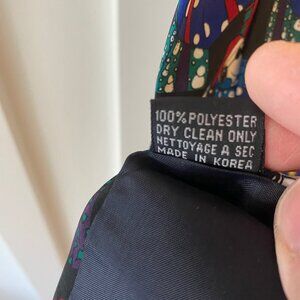 100% POLYESTER
DRY CLEAN ONLY
NETTOYAGE A SEC
MADE IN KOREA